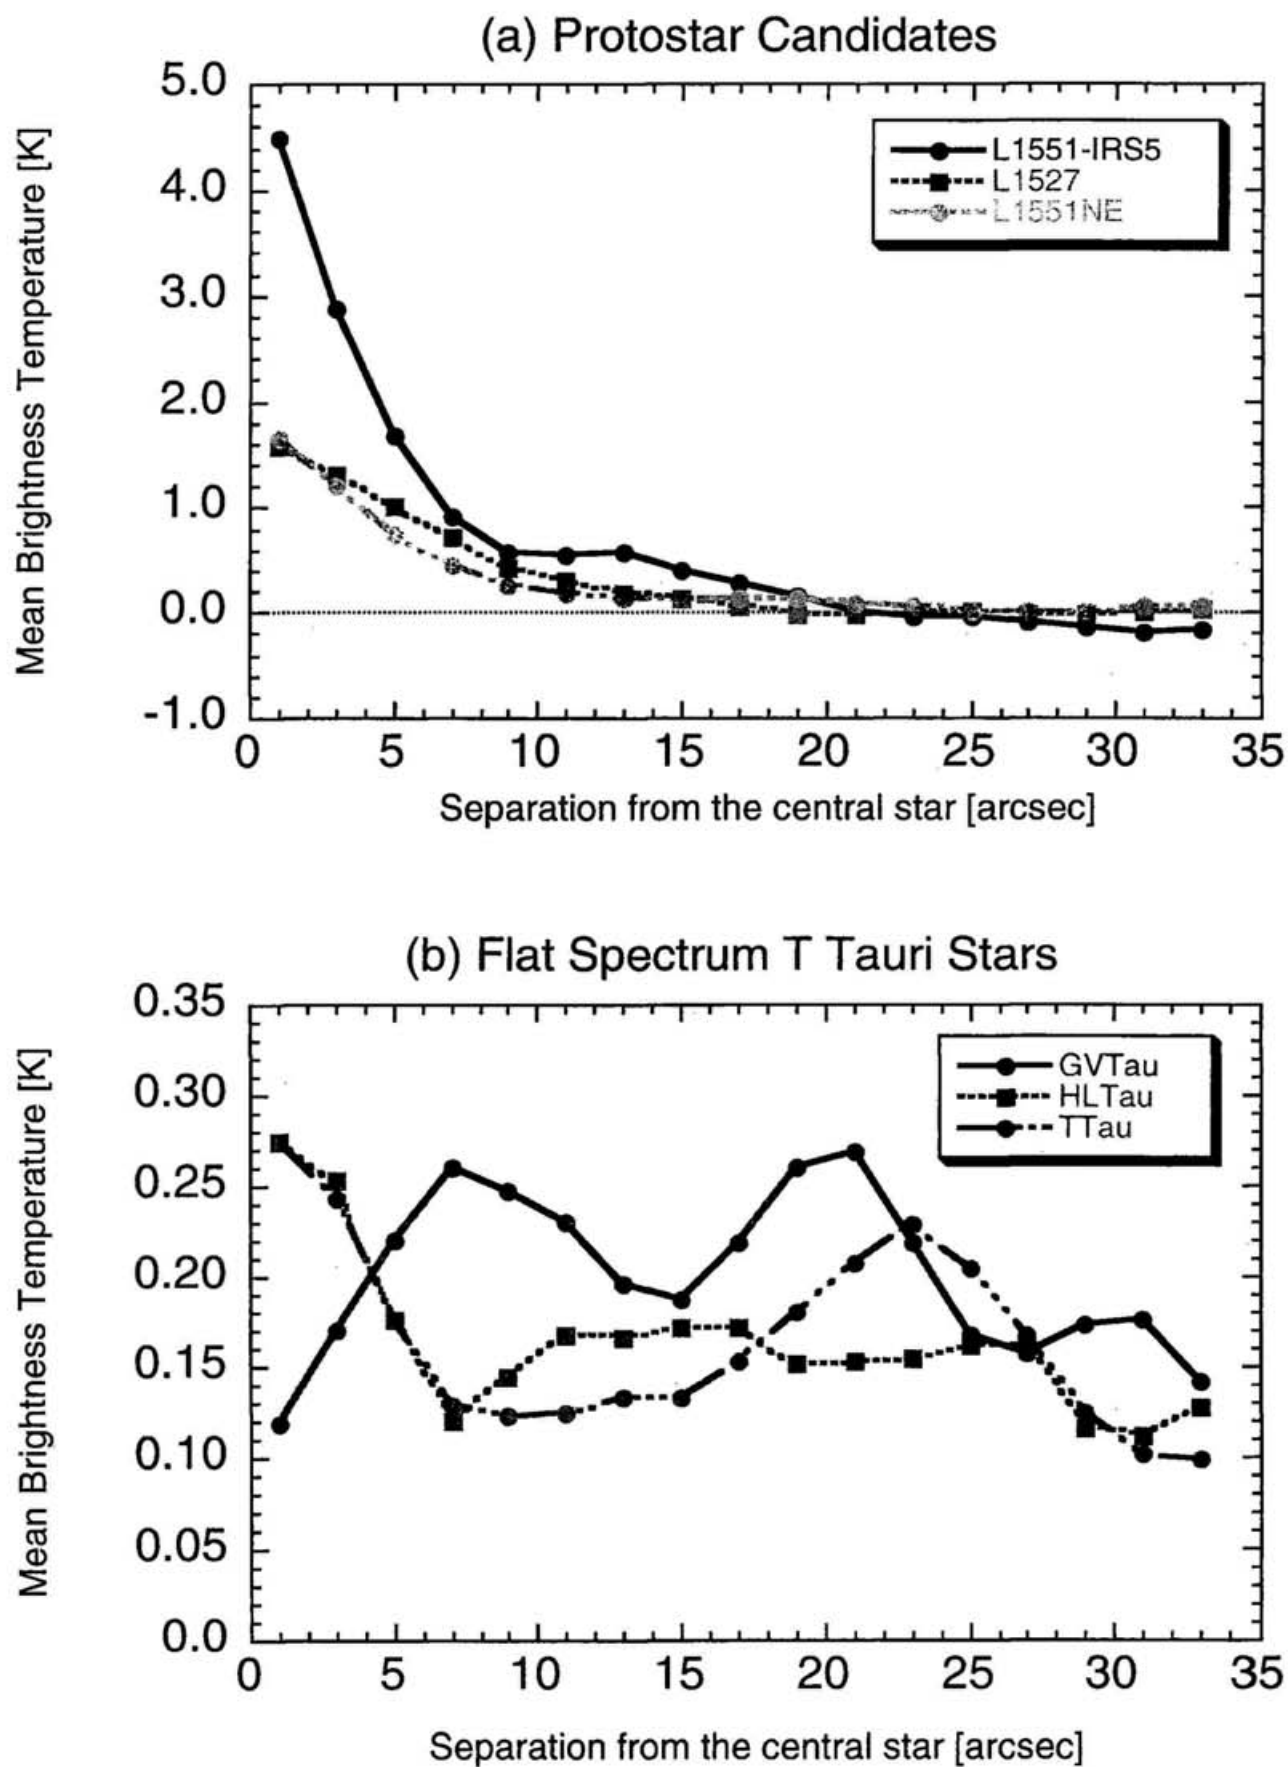 (a) Protostar Candidates
Mean Brightness Temperature [K]
5.0
4.0
3.0
2.0
1.0
0.0
-1.0
L1551-IRS5
L1527
L1551NE
0 5 10 15 20 25 30 35
Separation from the central star [arcsec]
(b) Flat Spectrum T Tauri Stars
Mean Brightness Temperature [K]
0.35
0.30
0.25
0.20
0.15
0.10
0.05
0.0
GVTau
HLTau
TTau
0 5 10 15 20 25 30 35
Separation from the central star [arcsec]